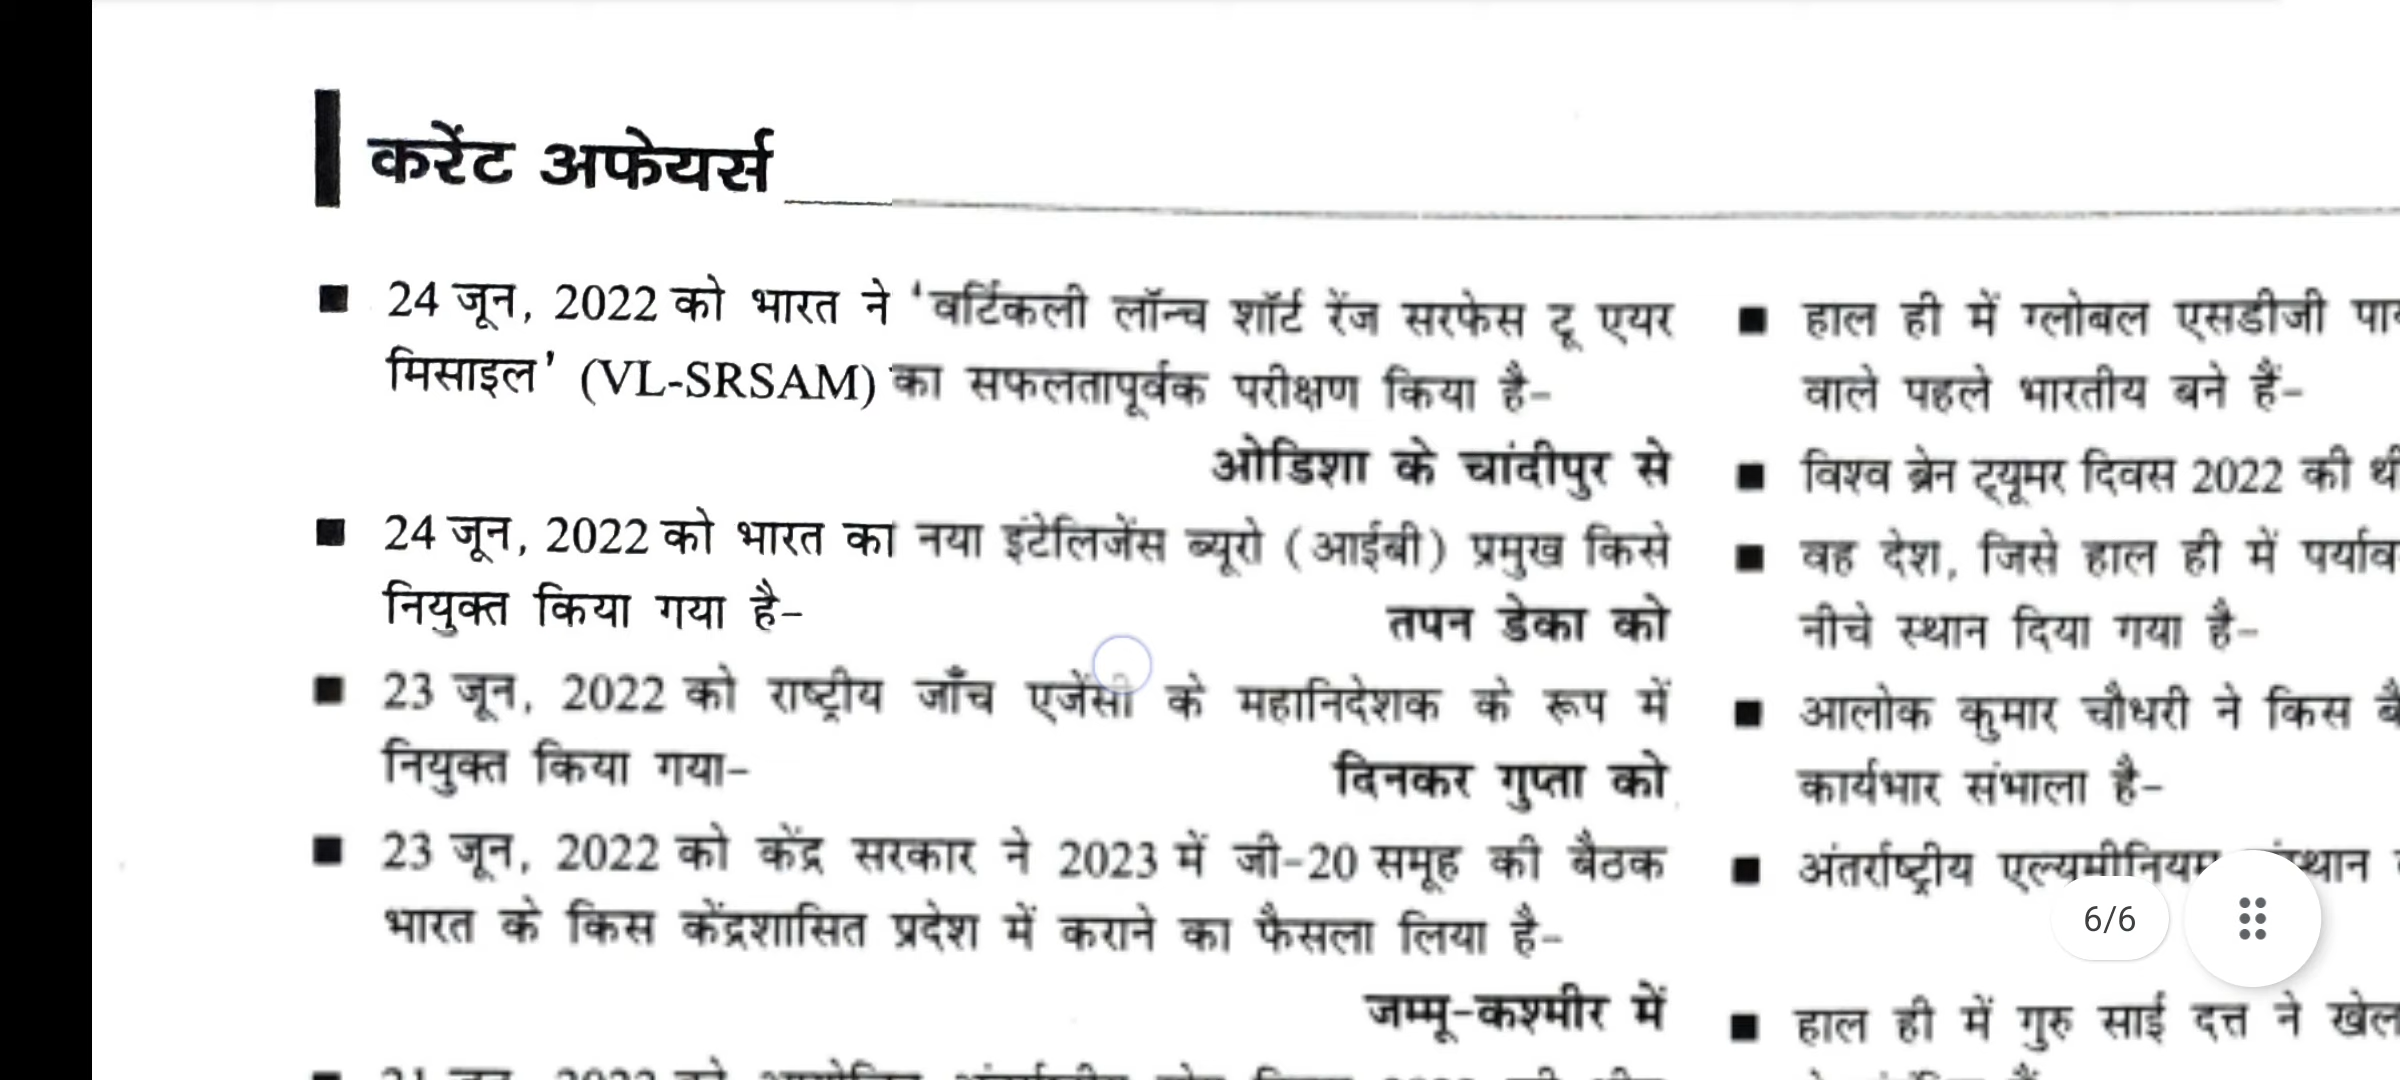 करेंट अफेयर्स
■ 24 जून, 2022 को भारत ने 'वर्टिकली लॉन्च शॉर्ट रेंज सरफेस टू एयर
मिसाइल' (VL-SRSAM) का सफलतापूर्वक परीक्षण किया है-
ओडिशा के चांदीपुर से
■ 24 जून, 2022 को भारत का नया इंटेलिजेंस ब्यूरो (आईबी) प्रमुख किसे
नियुक्त किया गया है-
तपन डेका को
■ 23 जून, 2022 को राष्ट्रीय जाँच एजेंसी के महानिदेशक के रूप में
नियुक्त किया गया-
दिनकर गुप्ता को
■ 23 जून, 2022 को केंद्र सरकार ने 2023 में जी-20 समूह की बैठक
भारत के किस केंद्रशासित प्रदेश में कराने का फैसला लिया है-
जम्मू-कश्मीर में
■ हाल ही में ग्लोबल एसडीजी
वाले पहले भारतीय बने हैं-
■ विश्व ब्रेन ट्यूमर दिवस 2022 की
■ वह देश, जिसे हाल ही में
नीचे स्थान दिया गया है-
■ आलोक कुमार चौधरी ने किस
कार्यभार संभाला है-
■ अंतर्राष्ट्रीय
■ हाल ही में गुरु साई दत्त ने खेल
6/6